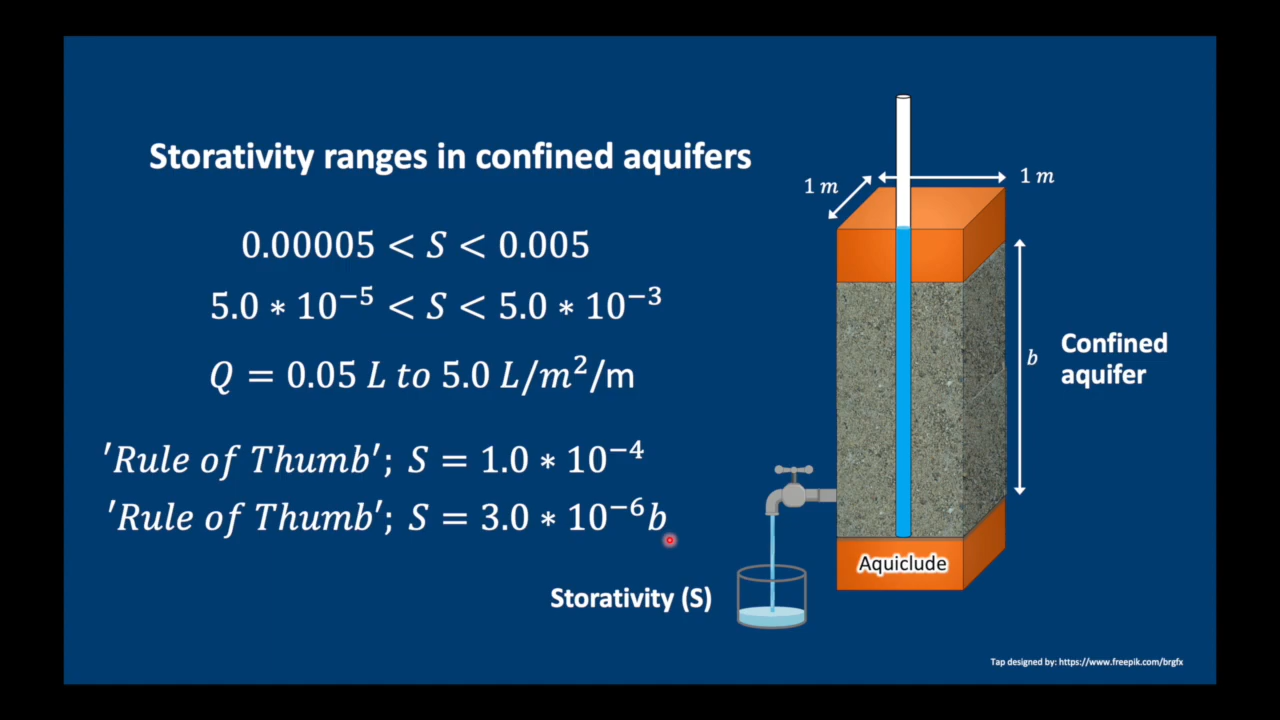 Storativity ranges in confined aquifers
0.00005 < S < 0.005
5.0 * 10⁻⁵ < S < 5.0 * 10⁻³
Q = 0.05 L to 5.0 L/m²/m
'Rule of Thumb'; S = 1.0 * 10⁻⁴
'Rule of Thumb'; S = 3.0 * 10⁻⁶b
Storativity (S)
1 m
1 m
b
Confined
aquifer
Aquiclude
Tap designed by: https://www.freepik.com/brgfx